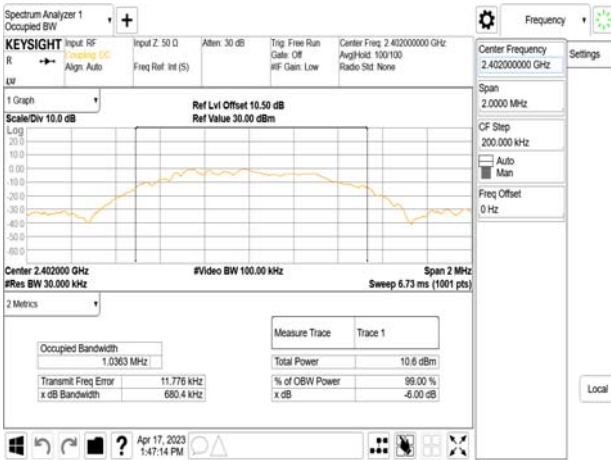 Spectrum Analyzer 1
Occupied BW
Frequency
KEYSIGHT
R
Input: RF
Coupling: DC
Align: Auto
Input Z: 50 Ω
Freq Ref: Int (S)
Atten: 30 dB
Trig: Free Run
Gate: Off
#IF Gain: Low
Center Freq: 2.402000000 GHz
Avg|Hold: 100/100
Radio Std: None
1 Graph
Scale/Div 10.0 dB
Ref Lvl Offset 10.50 dB
Ref Value 30.00 dBm
Log
20.0
10.0
0.00
-10.0
-20.0
-30.0
-40.0
-50.0
-60.0
Center 2.402000 GHz
#Res BW 30.000 kHz
#Video BW 100.00 kHz
Span 2 MHz
Sweep 6.73 ms (1001 pts)
2 Metrics
Measure Trace
Trace 1
Occupied Bandwidth
1.0363 MHz
Total Power
10.6 dBm
Transmit Freq Error
11.776 kHz
% of OBW Power
99.00 %
x dB Bandwidth
680.4 kHz
x dB
-6.00 dB
Center Frequency
2.402000000 GHz
Settings
Span
2.0000 MHz
CF Step
200.000 kHz
Auto
Man
Freq Offset
0 Hz
Local
?
Apr 17, 2023
1:47:14 PM